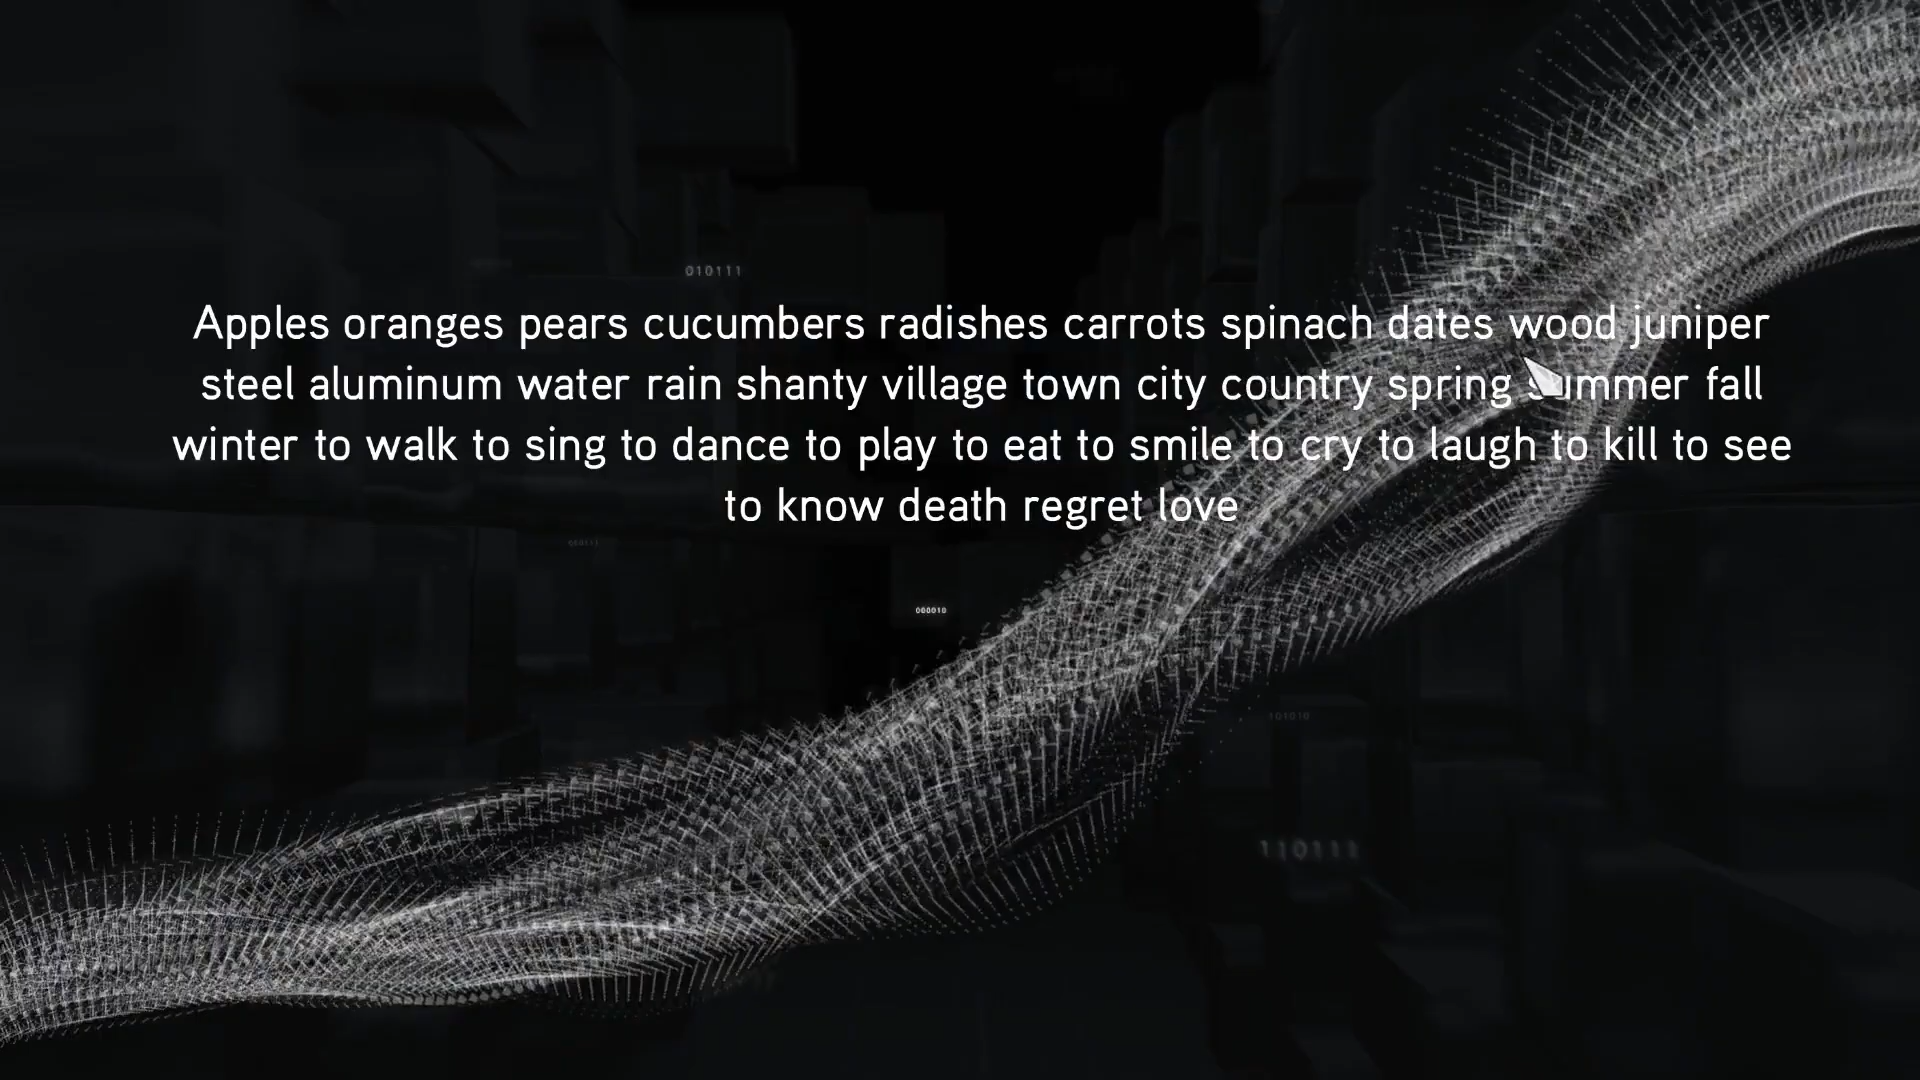 010111
Apples oranges pears cucumbers radishes carrots spinach dates wood juniper
steel aluminum water rain shanty village town city country spring summer fall
winter to walk to sing to dance to play to eat to smile to cry to laugh to kill to see
to know death regret love
000111
000010
101010
110111